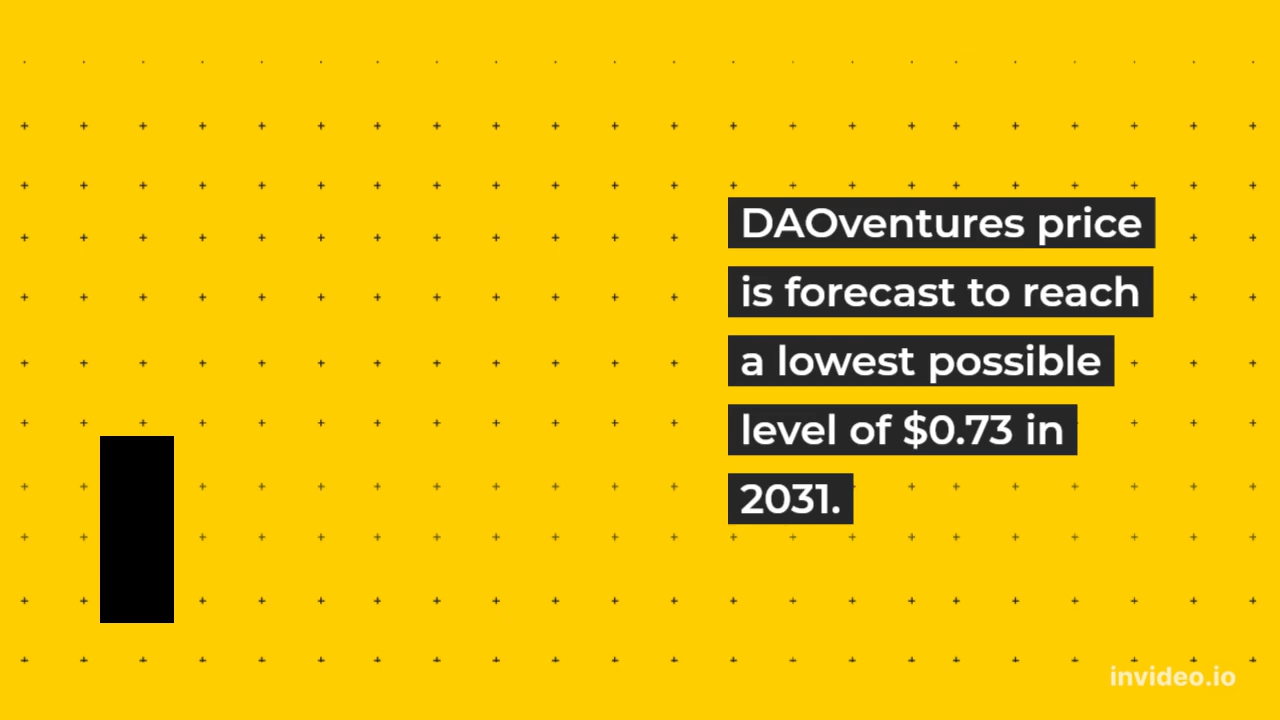 DAOventures price
is forecast to reach
a lowest possible
level of $0.73 in
2031.
invideo.io